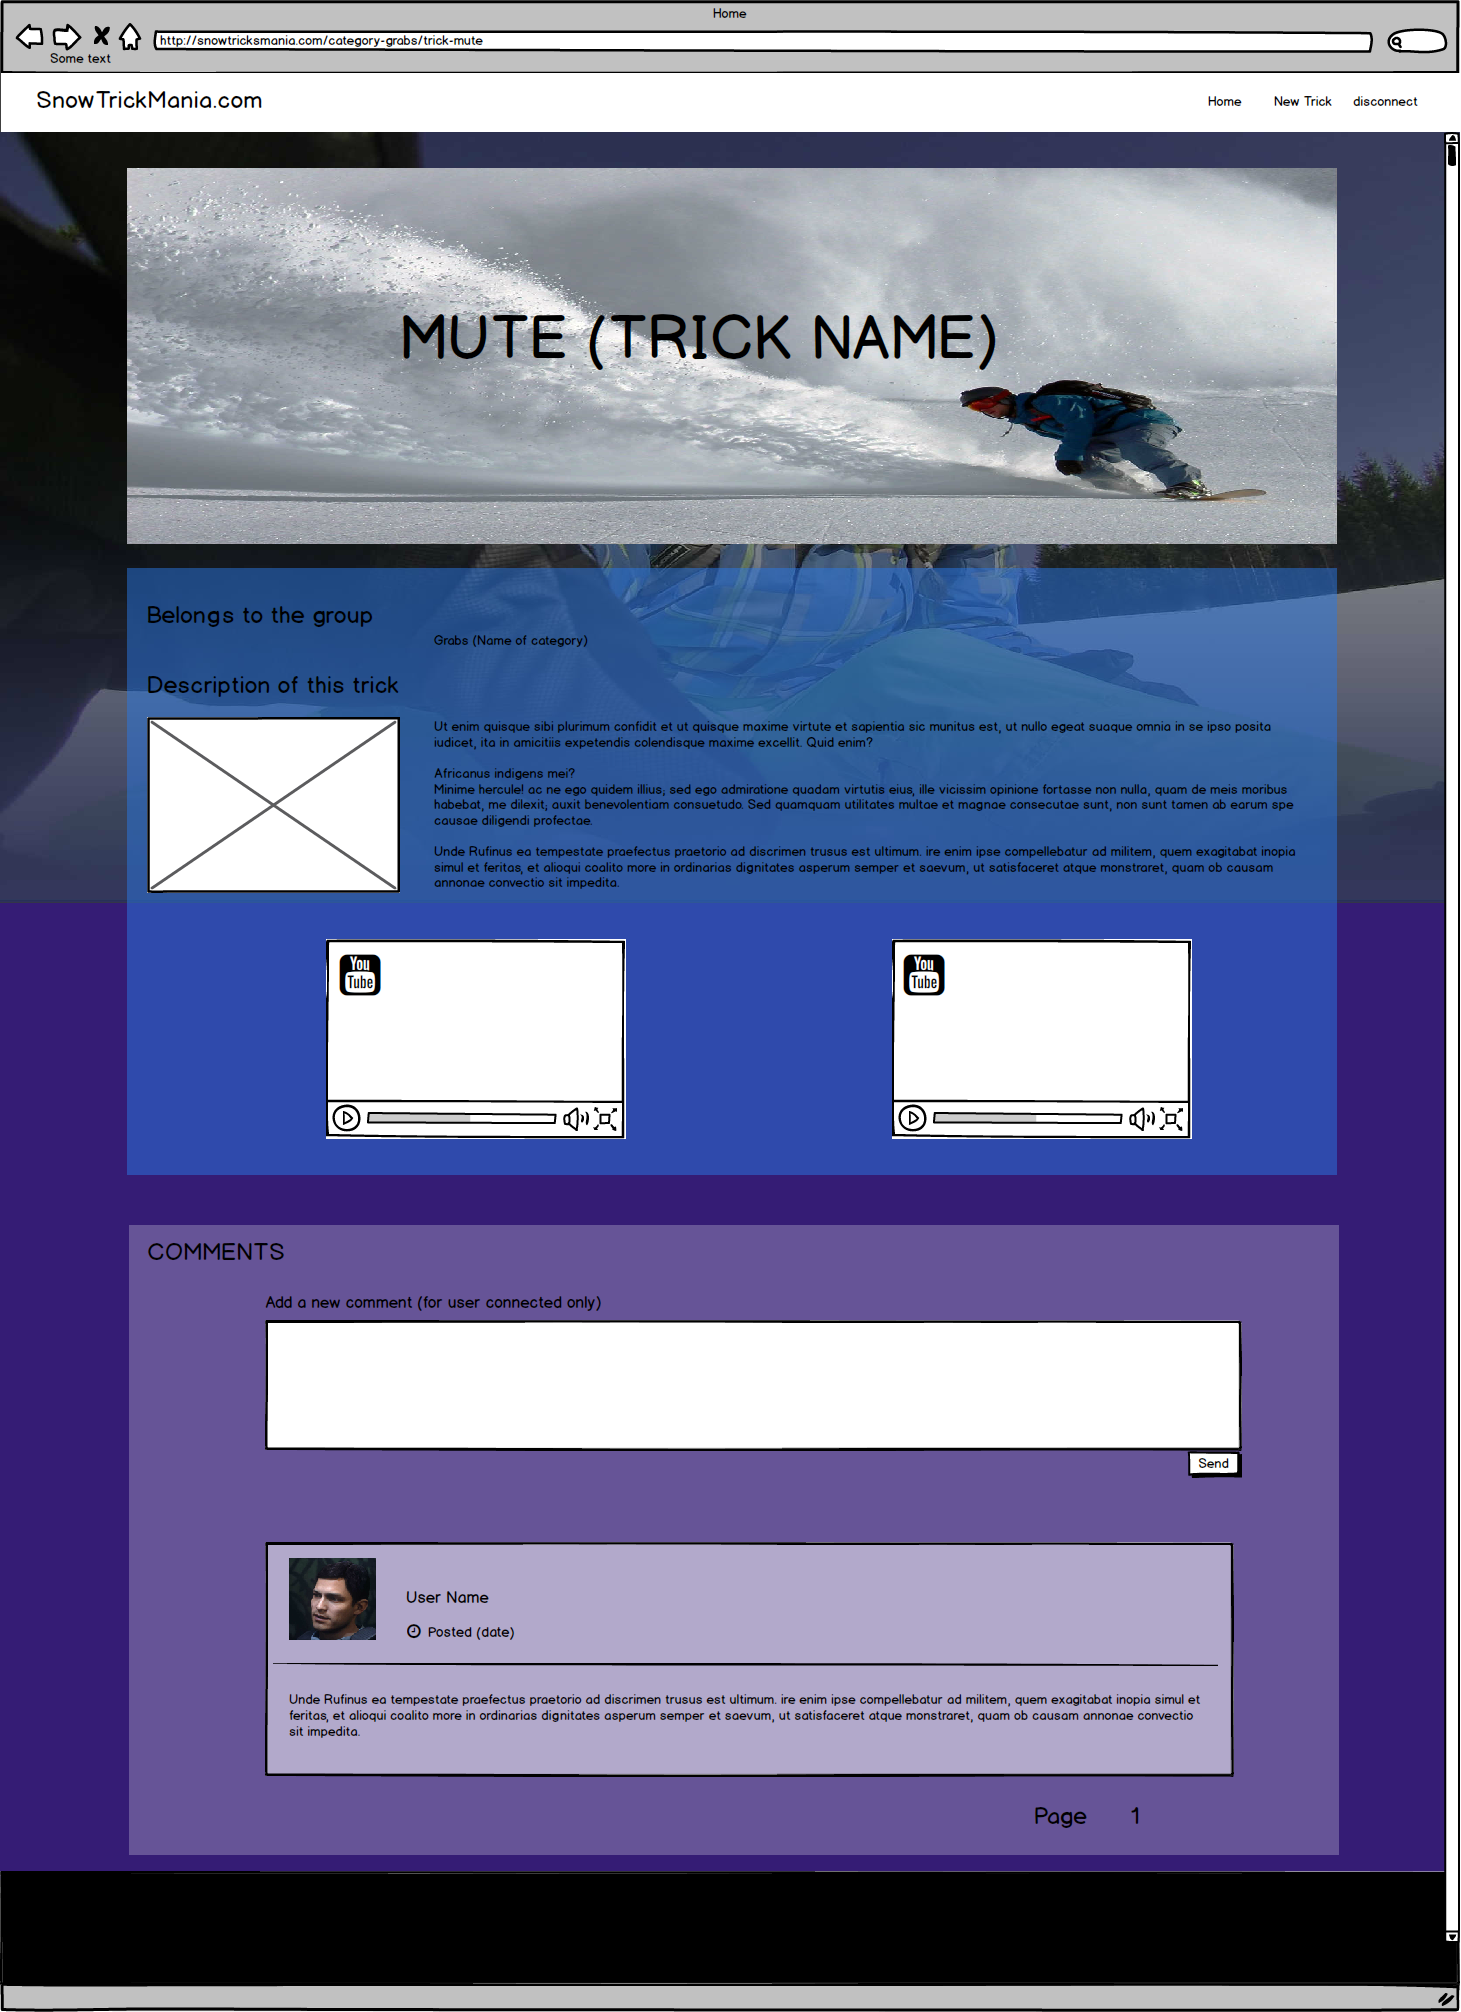 Home
http://snowtricksmania.com/category-grabs/trick-mute
Some text
SnowTrickMania.com
Home New Trick disconnect
MUTE (TRICK NAME)
Belongs to the group
Grabs (Name of category)
Description of this trick
Ut enim quisque sibi plurimum confidit et ut quisque maxime virtute et sapientia sic munitus est, ut nullo egeat suaque omnia in se ipso posita
iudicet, ita in amicitiis expetendis colendisque maxime excellit. Quid enim?
Africanus indigens mei?
Minime hercule! ac ne ego quidem illius; sed ego admiratione quadam virtutis eius, ille vicissim opinione fortasse non nulla, quam de meis moribus
habebat, me dilexit; auxit benevolentiam consuetudo. Sed quamquam utilitates multae et magnae consecutae sunt, non sunt tamen ab earum spe
causae diligendi profectae.
Unde Rufinus ea tempestate praefectus praetorio ad discrimen trusus est ultimum. ire enim ipse compellebatur ad militem, quem exagitabat inopia
simul et feritas, et alioqui coalito more in ordinarias dignitates asperum semper et saevum, ut satisfaceret atque monstraret, quam ob causam
annonae convectio sit impedita.
You
Tube
You
Tube
COMMENTS
Add a new comment (for user connected only)
Send
User Name
Posted (date)
Unde Rufinus ea tempestate praefectus praetorio ad discrimen trusus est ultimum. ire enim ipse compellebatur ad militem, quem exagitabat inopia simul et
feritas, et alioqui coalito more in ordinarias dignitates asperum semper et saevum, ut satisfaceret atque monstraret, quam ob causam annonae convectio
sit impedita.
Page 1